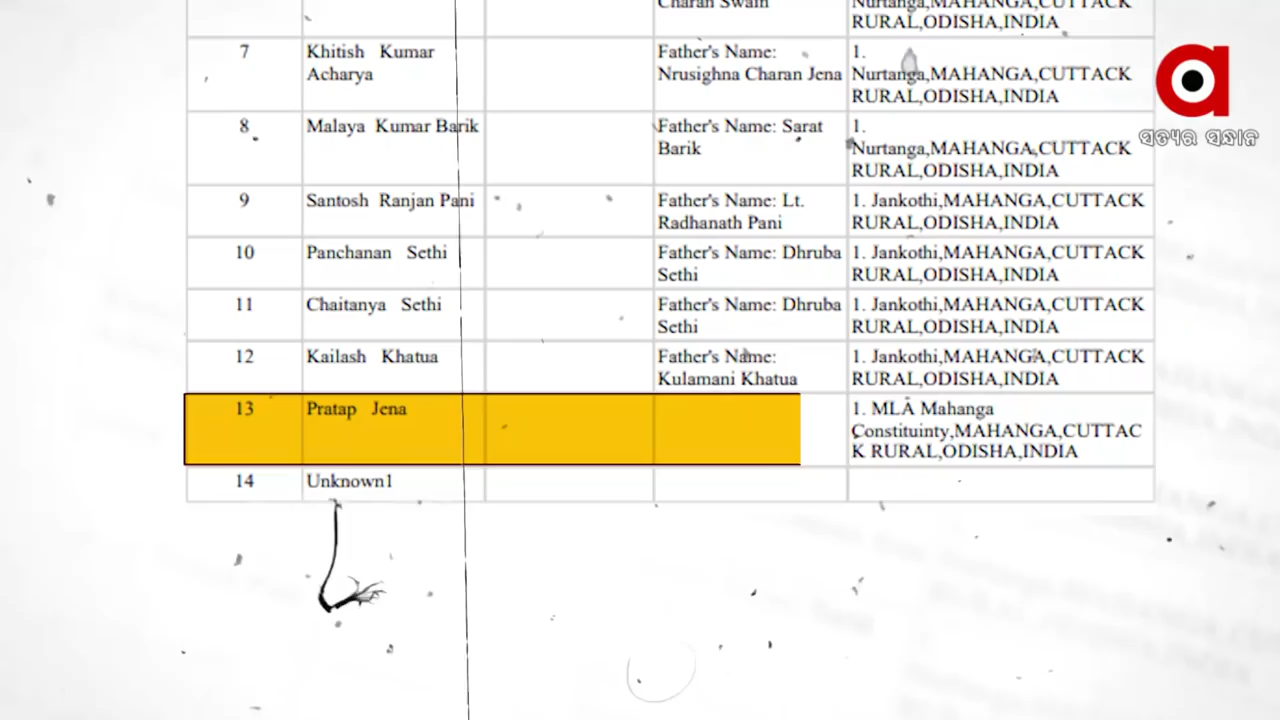 Charan Swain
Nurtanga,MAHANGA,CUTTACK
RURAL,ODISHA,INDIA
7
Khitish Kumar
Acharya
Father's Name:
Nrusighna Charan Jena
1.
Nurtanga,MAHANGA,CUTTACK
RURAL,ODISHA,INDIA
8
Malaya Kumar Barik
Father's Name: Sarat
Barik
1.
Nurtanga,MAHANGA,CUTTACK
RURAL,ODISHA,INDIA
9
Santosh Ranjan Pani
Father's Name: Lt.
Radhanath Pani
1. Jankothi,MAHANGA,CUTTACK
RURAL,ODISHA,INDIA
10
Panchanan Sethi
Father's Name: Dhruba
Sethi
1. Jankothi,MAHANGA,CUTTACK
RURAL,ODISHA,INDIA
11
Chaitanya Sethi
Father's Name: Dhruba
Sethi
1. Jankothi,MAHANGA,CUTTACK
RURAL,ODISHA,INDIA
12
Kailash Khatua
Father's Name:
Kulamani Khatua
1. Jankothi,MAHANGA,CUTTACK
RURAL,ODISHA,INDIA
13
Pratap Jena
1. MLA Mahanga
Constituinty,MAHANGA,CUTTAC
K RURAL,ODISHA,INDIA
14
Unknown1
a
ସତ୍ୟର ସନ୍ଧାନ